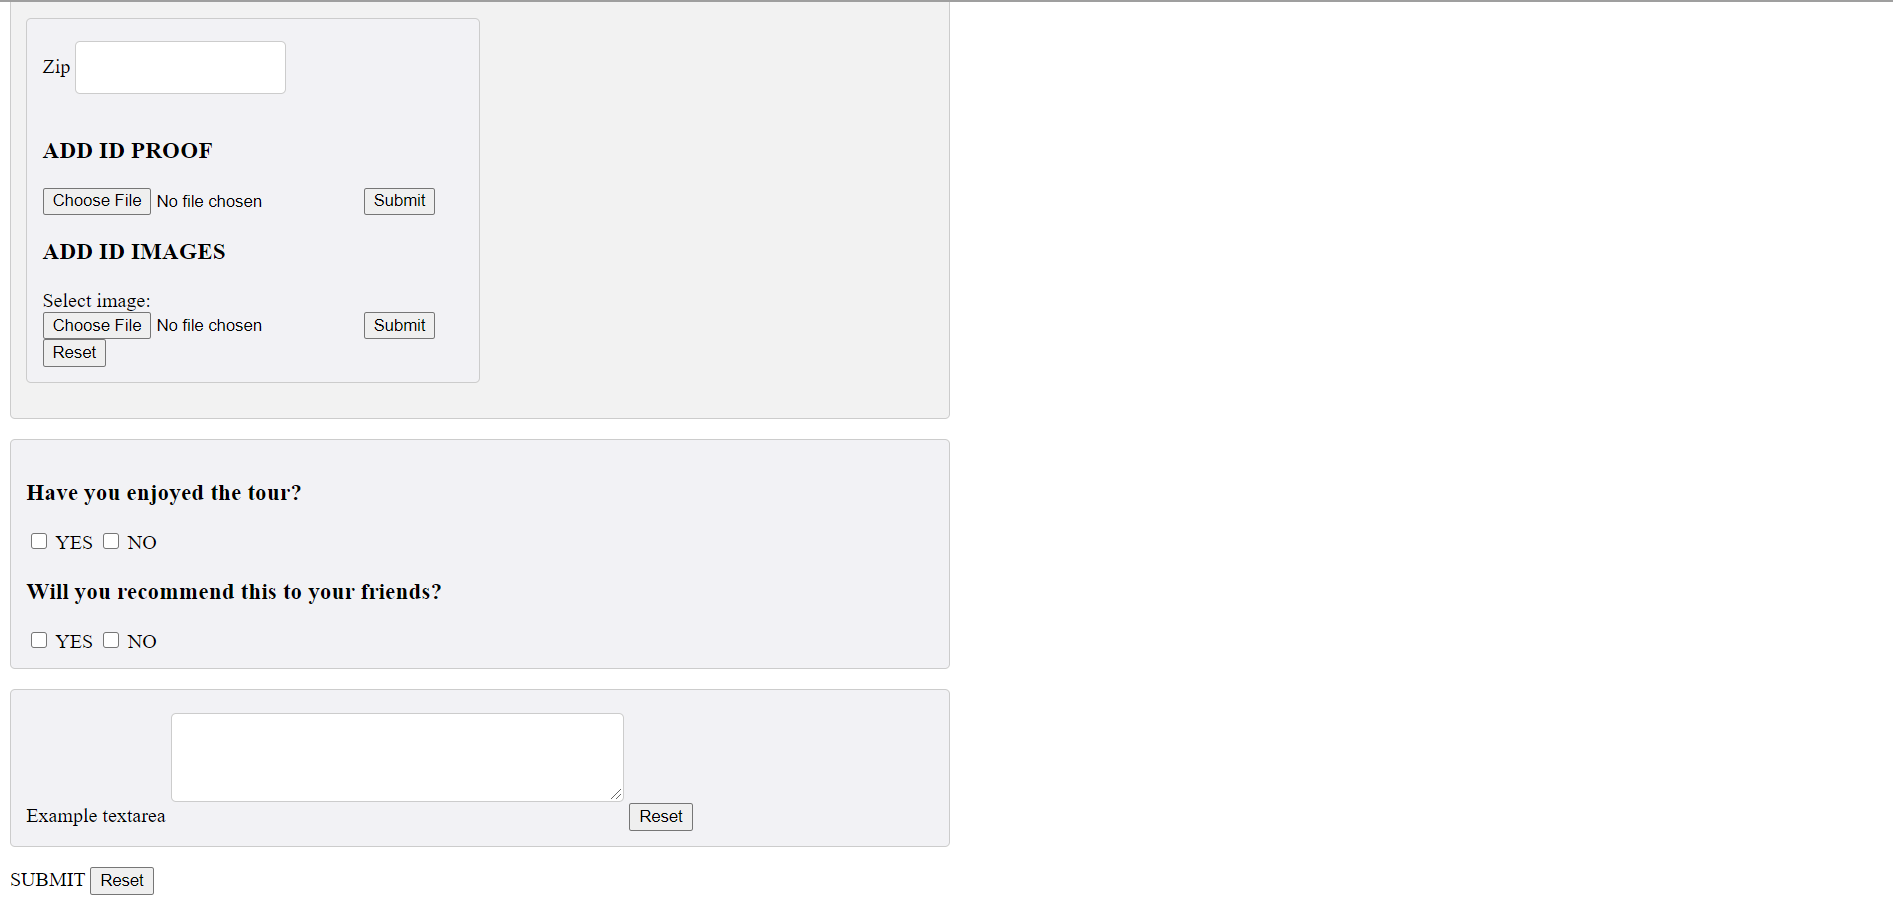 Zip
ADD ID PROOF
Choose File No file chosen Submit
ADD ID IMAGES
Select image:
Choose File No file chosen Submit
Reset
Have you enjoyed the tour?
YES NO
Will you recommend this to your friends?
YES NO
Example textarea Reset
SUBMIT Reset